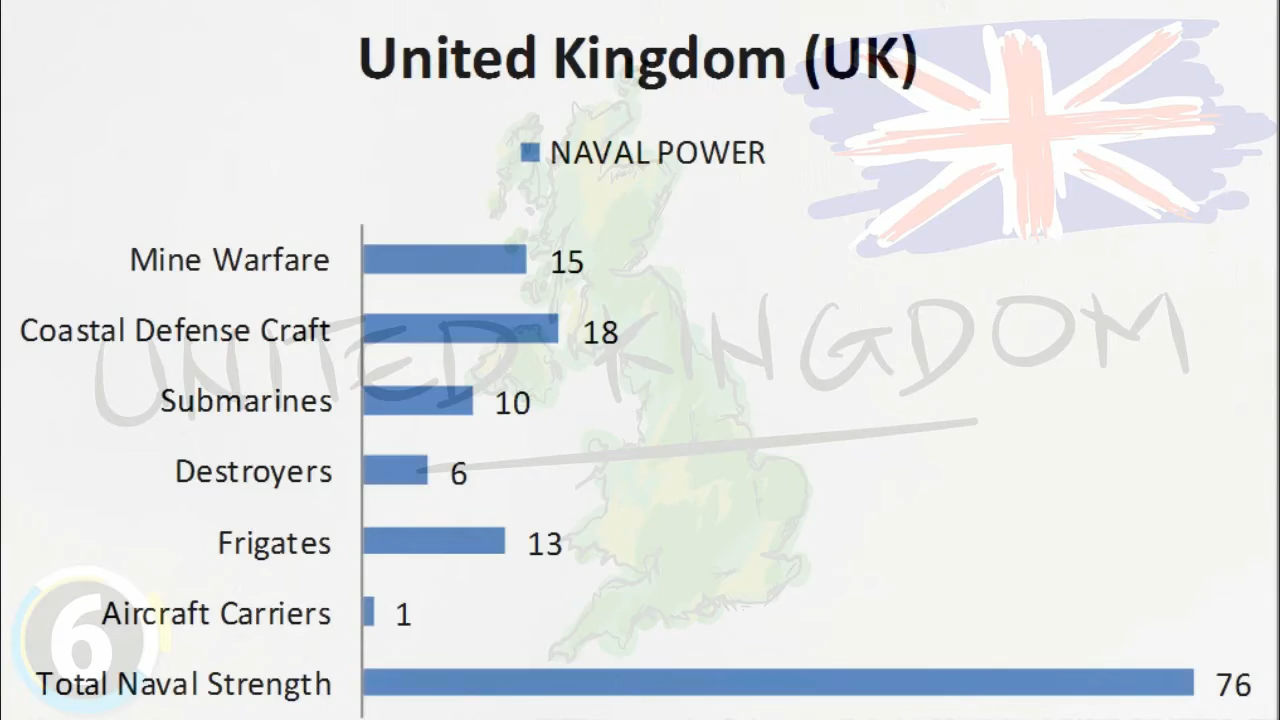 United Kingdom (UK)
NAVAL POWER
Mine Warfare 15
Coastal Defense Craft 18
UNITED KINGDOM
Submarines 10
Destroyers 6
Frigates 13
Aircraft Carriers 1
6
Total Naval Strength 76